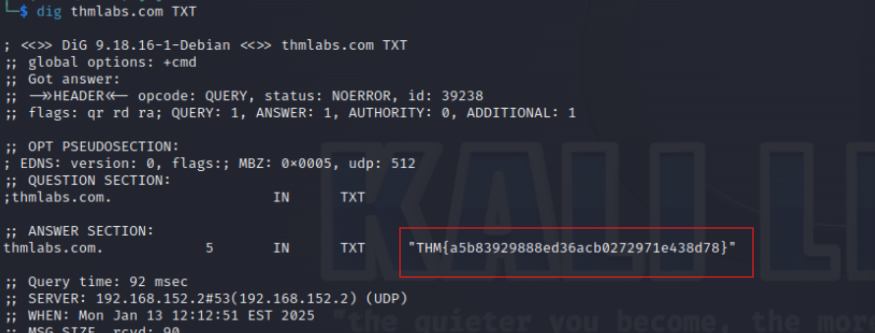 └─$ dig thmlabs.com TXT
; <<>> DiG 9.18.16-1-Debian <<>> thmlabs.com TXT
;; global options: +cmd
;; Got answer:
;; ->>HEADER<<- opcode: QUERY, status: NOERROR, id: 39238
;; flags: qr rd ra; QUERY: 1, ANSWER: 1, AUTHORITY: 0, ADDITIONAL: 1
;; OPT PSEUDOSECTION:
; EDNS: version: 0, flags:; MBZ: 0×0005, udp: 512
;; QUESTION SECTION:
;thmlabs.com. IN TXT
;; ANSWER SECTION:
thmlabs.com. 5 IN TXT "THM{a5b83929888ed36acb0272971e438d78}"
;; Query time: 92 msec
;; SERVER: 192.168.152.2#53(192.168.152.2) (UDP)
;; WHEN: Mon Jan 13 12:12:51 EST 2025
;; MSG SIZE rcvd: 90
KALI LI
"the quieter you become, the mor